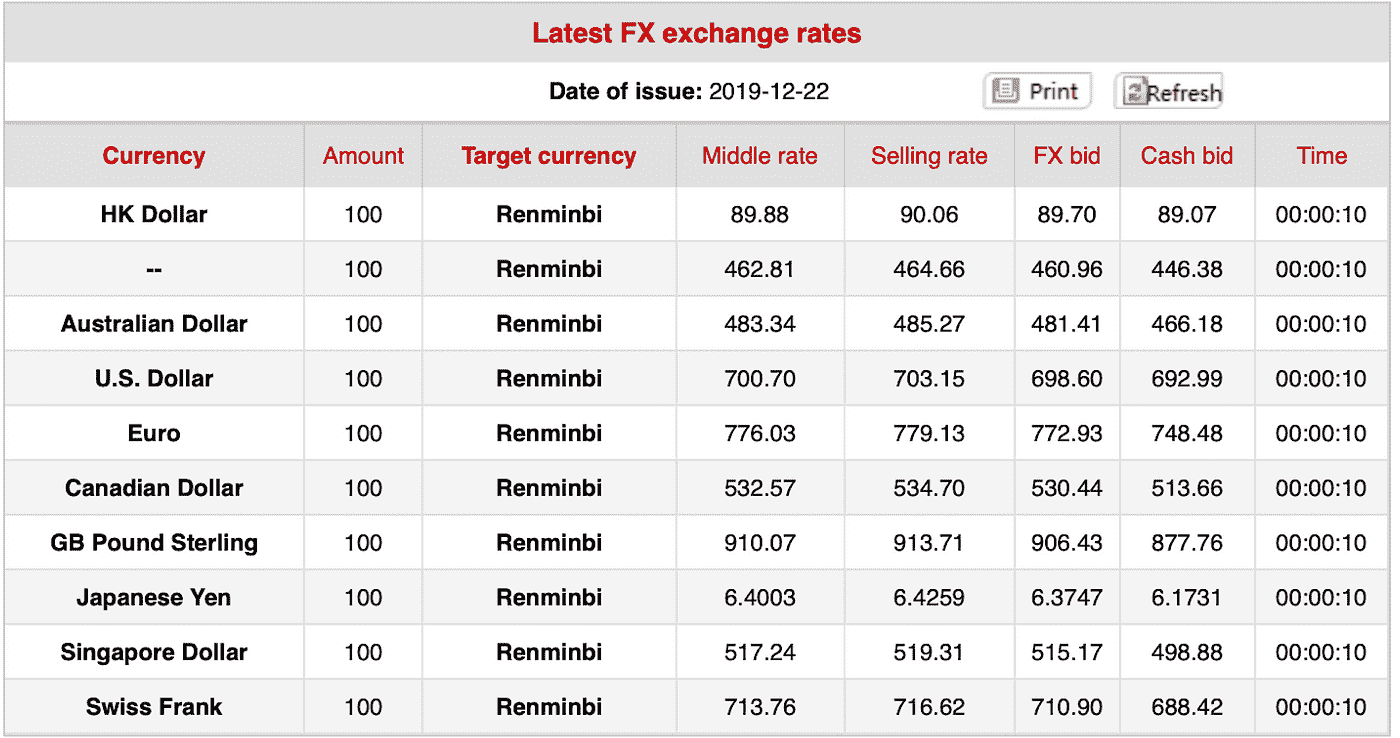 Latest FX exchange rates
Date of issue: 2019-12-22 Print Refresh
Currency Amount Target currency Middle rate Selling rate FX bid Cash bid Time
HK Dollar 100 Renminbi 89.88 90.06 89.70 89.07 00:00:10
-- 100 Renminbi 462.81 464.66 460.96 446.38 00:00:10
Australian Dollar 100 Renminbi 483.34 485.27 481.41 466.18 00:00:10
U.S. Dollar 100 Renminbi 700.70 703.15 698.60 692.99 00:00:10
Euro 100 Renminbi 776.03 779.13 772.93 748.48 00:00:10
Canadian Dollar 100 Renminbi 532.57 534.70 530.44 513.66 00:00:10
GB Pound Sterling 100 Renminbi 910.07 913.71 906.43 877.76 00:00:10
Japanese Yen 100 Renminbi 6.4003 6.4259 6.3747 6.1731 00:00:10
Singapore Dollar 100 Renminbi 517.24 519.31 515.17 498.88 00:00:10
Swiss Frank 100 Renminbi 713.76 716.62 710.90 688.42 00:00:10